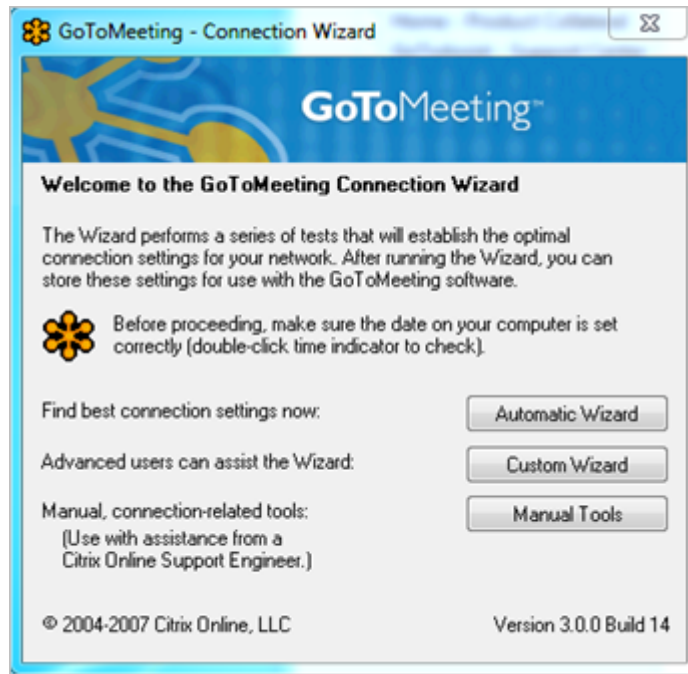 GoToMeeting - Connection Wizard
GoToMeeting™
Welcome to the GoToMeeting Connection Wizard
The Wizard performs a series of tests that will establish the optimal
connection settings for your network. After running the Wizard, you can
store these settings for use with the GoToMeeting software.
Before proceeding, make sure the date on your computer is set
correctly (double-click time indicator to check).
Find best connection settings now:
Automatic Wizard
Advanced users can assist the Wizard:
Custom Wizard
Manual, connection-related tools:
Manual Tools
(Use with assistance from a
Citrix Online Support Engineer.)
© 2004-2007 Citrix Online, LLC
Version 3.0.0 Build 14